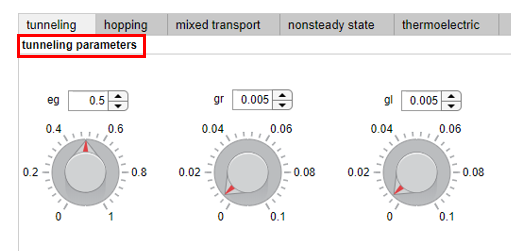 tunneling hopping mixed transport nonsteady state thermoelectric
tunneling parameters
eg 0.5 gr 0.005 gl 0.005
0.4 0.6 0.04 0.06 0.04 0.06
0.2 0.8 0.02 0.08 0.02 0.08
0 1 0 0.1 0 0.1